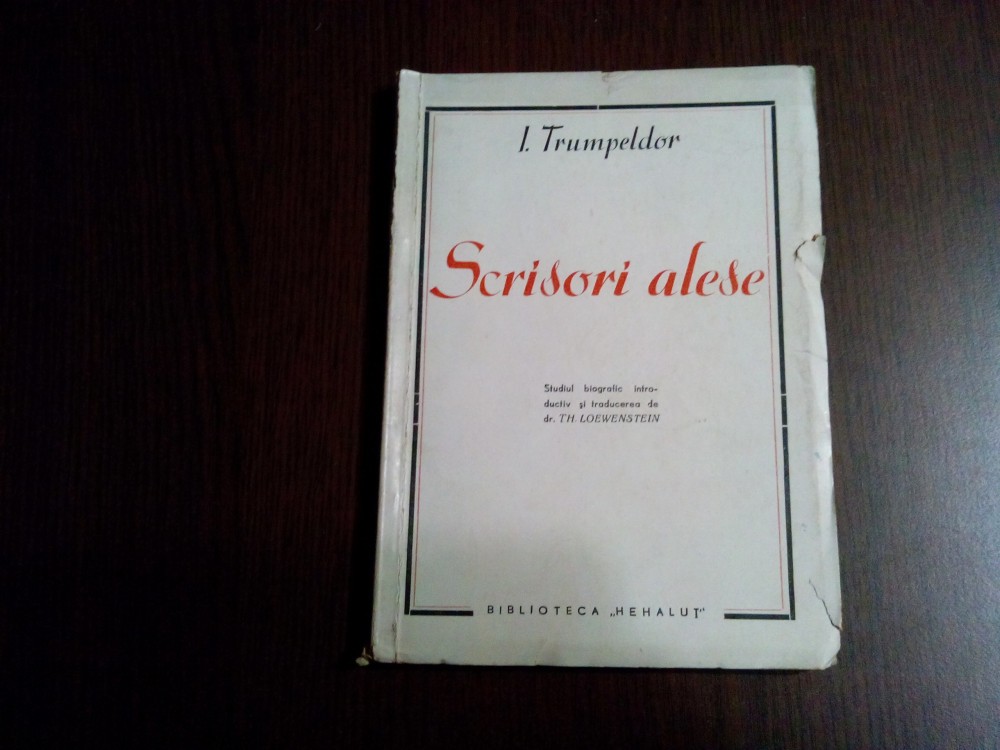 I. Trumpeldor
Scrisori alese
Studiul biografic intro-
ductiv și traducerea de
dr. TH. LOEWENSTEIN
BIBLIOTECA „HEHALUȚ”